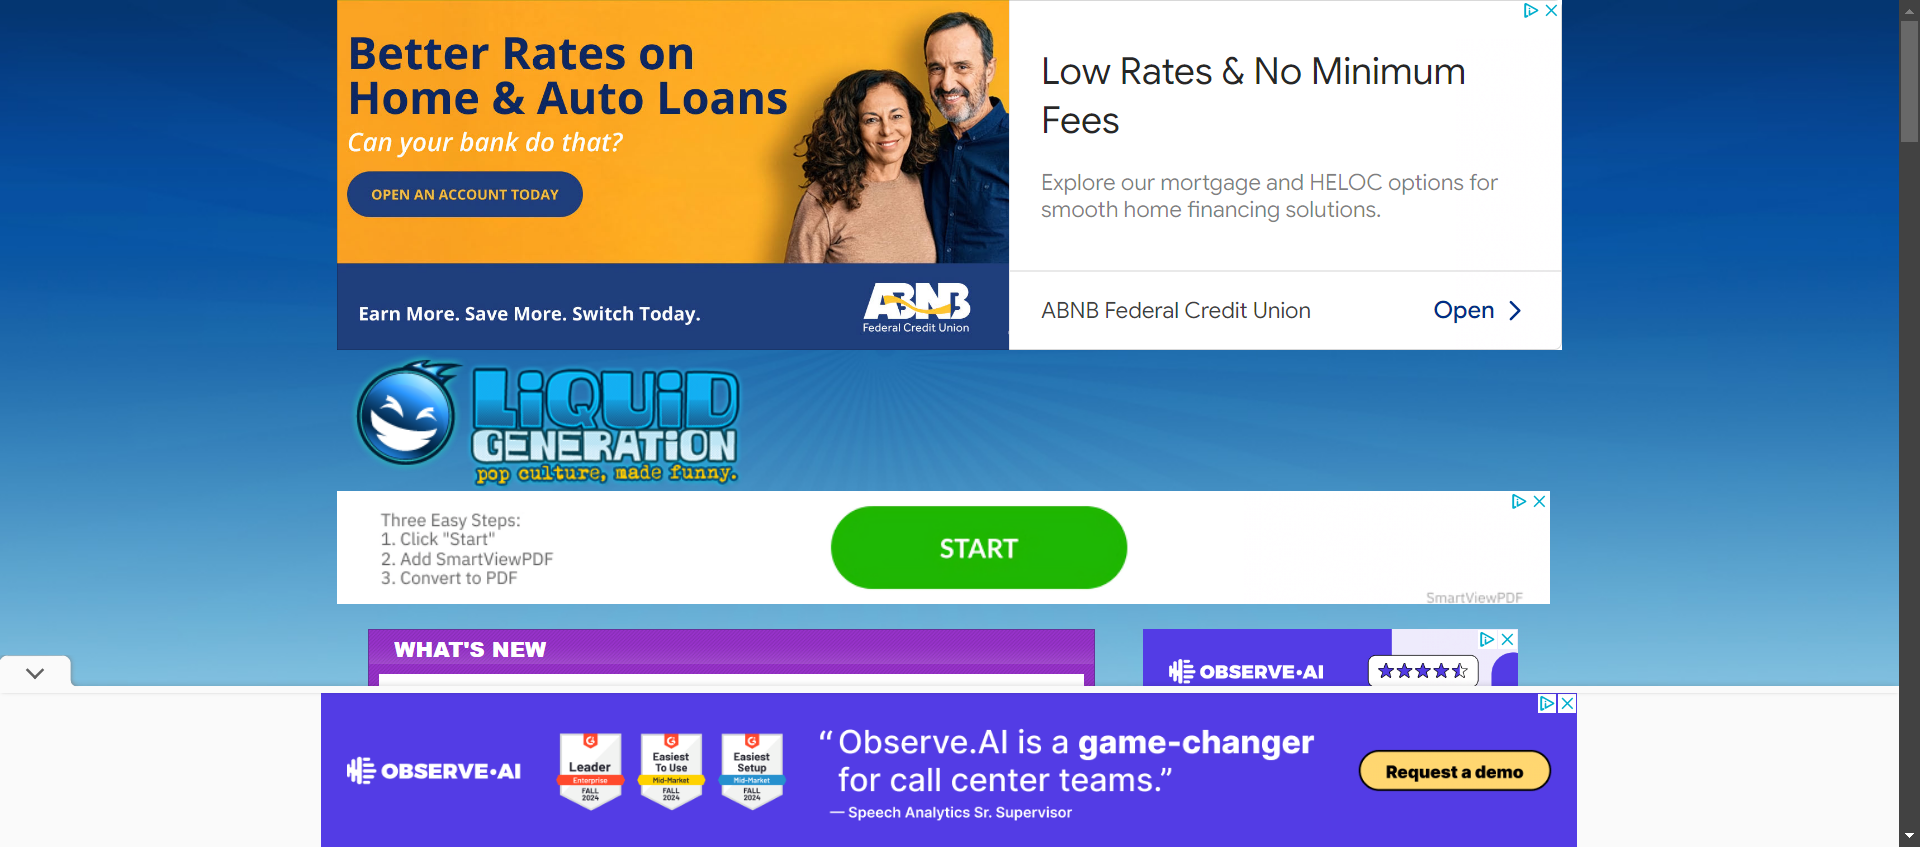 Better Rates on
Home & Auto Loans
Can your bank do that?
OPEN AN ACCOUNT TODAY
Earn More. Save More. Switch Today.
ABNB
Federal Credit Union
Low Rates & No Minimum
Fees
Explore our mortgage and HELOC options for
smooth home financing solutions.
ABNB Federal Credit Union
Open
LiQUiD
GENERATiON
pop culture, made funny.
Three Easy Steps:
1. Click "Start"
2. Add SmartViewPDF
3. Convert to PDF
START
SmartViewPDF
WHAT'S NEW
OBSERVE•AI
OBSERVE•AI
Leader
Enterprise
FALL
2024
Easiest
To Use
Mid-Market
FALL
2024
Easiest
Setup
Mid-Market
FALL
2024
“Observe.AI is a game-changer
for call center teams.”
— Speech Analytics Sr. Supervisor
Request a demo